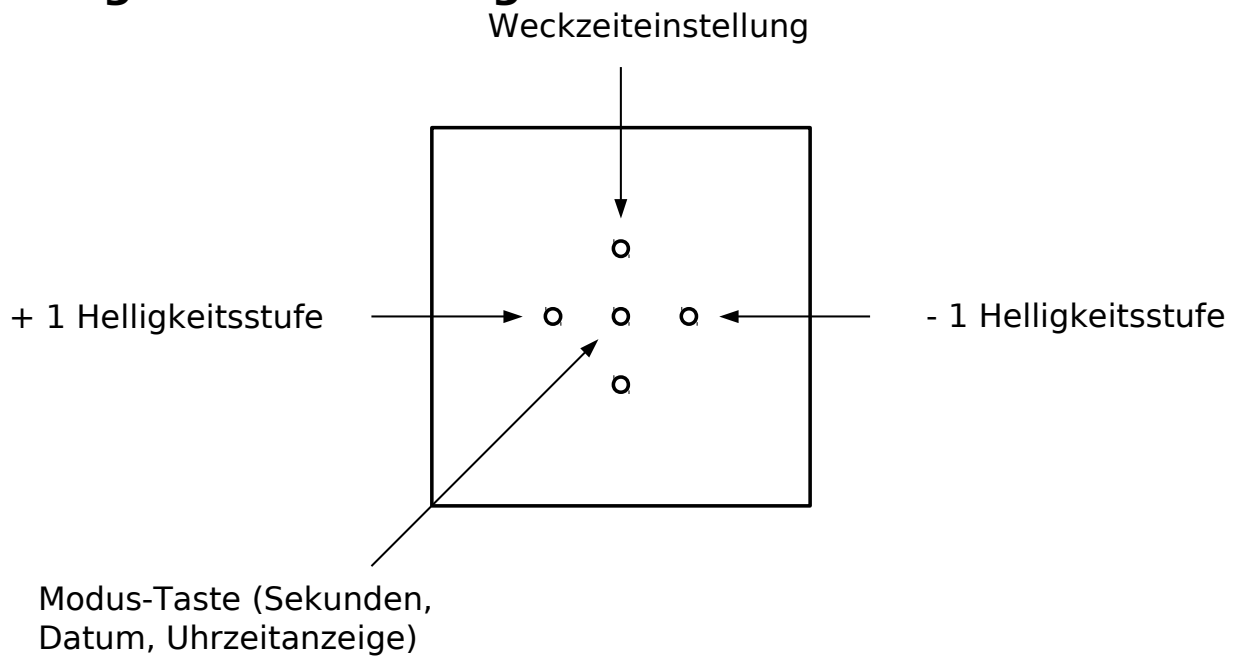 Weckzeiteinstellung
+ 1 Helligkeitsstufe
- 1 Helligkeitsstufe
Modus-Taste (Sekunden,
Datum, Uhrzeitanzeige)